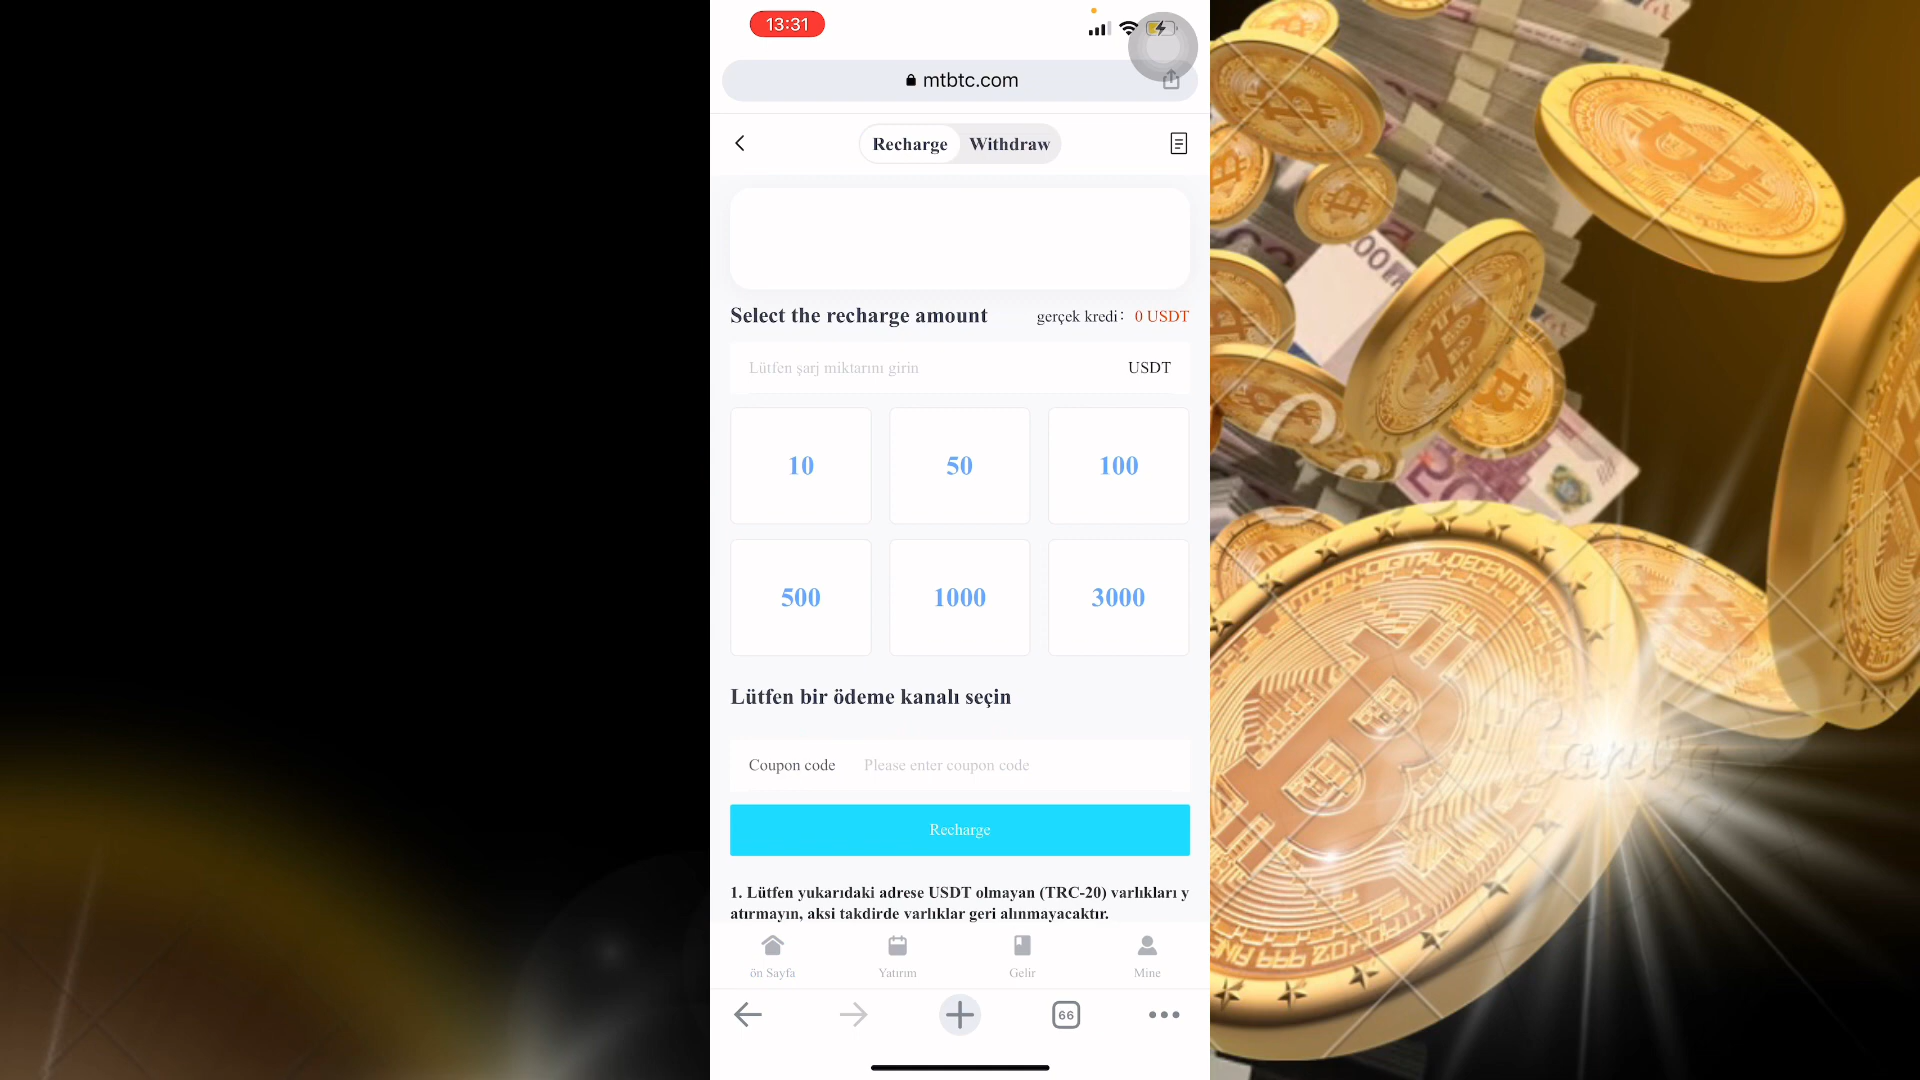 13:31
mtbtc.com
Recharge
Withdraw
Select the recharge amount
gerçek kredi: 0 USDT
Lütfen şarj miktarını girin
USDT
10
50
100
500
1000
3000
Lütfen bir ödeme kanalı seçin
Coupon code
Please enter coupon code
Recharge
1. Lütfen yukarıdaki adrese USDT olmayan (TRC-20) varlıkları y
atırmayın, aksi takdirde varlıklar geri alınmayacaktır.
ön Sayfa
Yatırım
Gelir
Mine
66